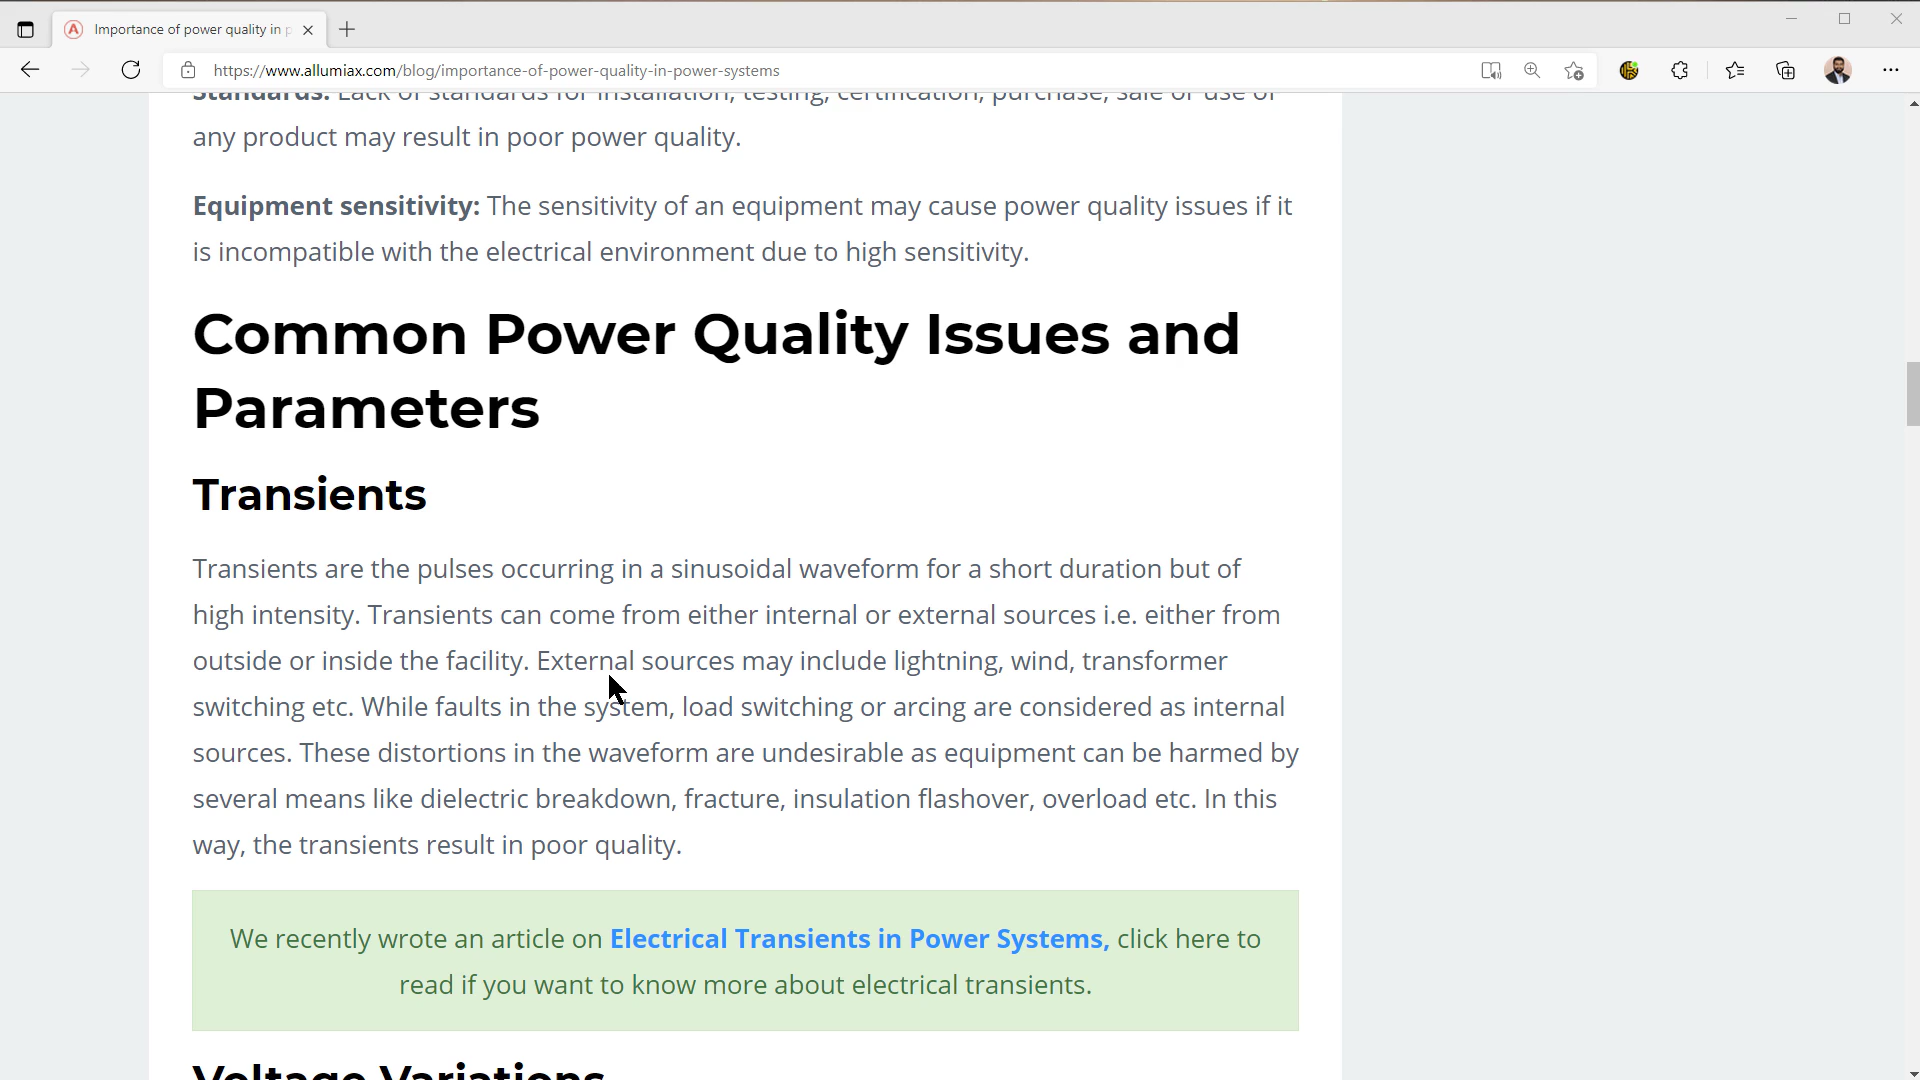 Importance of power quality in p
https://www.allumiax.com/blog/importance-of-power-quality-in-power-systems
Standards: Lack of standards for installation, testing, certification, purchase, sale or use of
any product may result in poor power quality.
Equipment sensitivity: The sensitivity of an equipment may cause power quality issues if it
is incompatible with the electrical environment due to high sensitivity.
Common Power Quality Issues and
Parameters
Transients
Transients are the pulses occurring in a sinusoidal waveform for a short duration but of
high intensity. Transients can come from either internal or external sources i.e. either from
outside or inside the facility. External sources may include lightning, wind, transformer
switching etc. While faults in the system, load switching or arcing are considered as internal
sources. These distortions in the waveform are undesirable as equipment can be harmed by
several means like dielectric breakdown, fracture, insulation flashover, overload etc. In this
way, the transients result in poor quality.
We recently wrote an article on Electrical Transients in Power Systems, click here to
read if you want to know more about electrical transients.
Voltage Variations